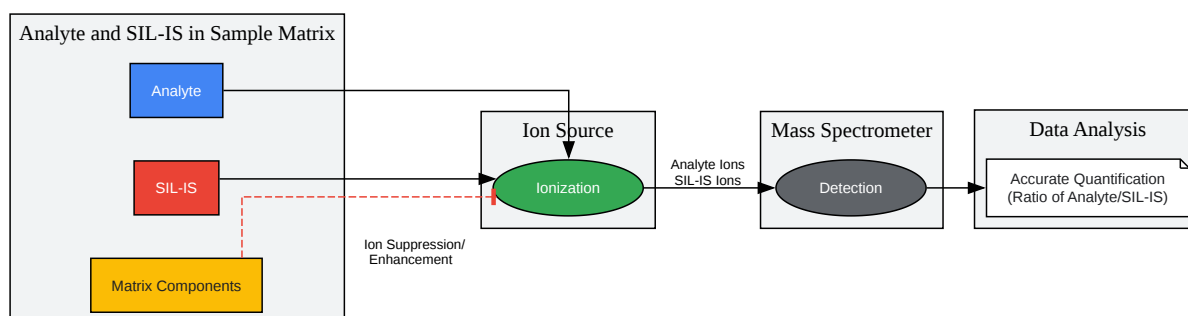 Analyte and SIL-IS in Sample Matrix
Analyte
SIL-IS
Matrix Components
Ion Suppression/
Enhancement
Ion Source
Ionization
Analyte Ions
SIL-IS Ions
Mass Spectrometer
Detection
Data Analysis
Accurate Quantification
(Ratio of Analyte/SIL-IS)